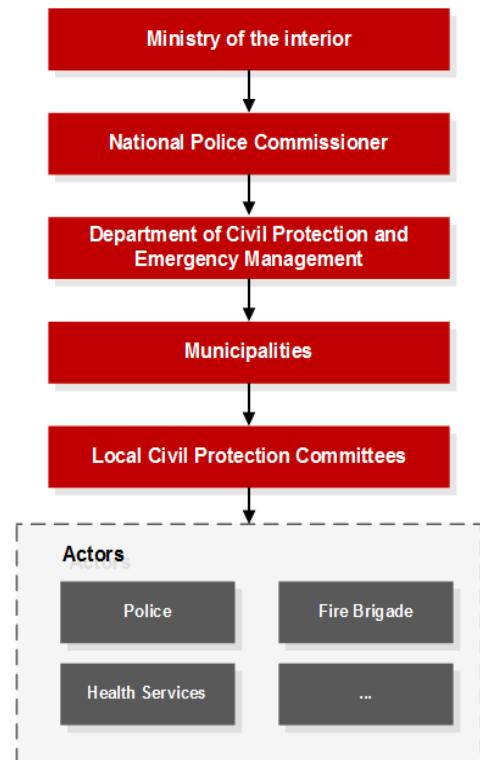 Ministry of the interior
National Police Commissioner
Department of Civil Protection and
Emergency Management
Municipalities
Local Civil Protection Committees
Actors
Police
Fire Brigade
Health Services
...